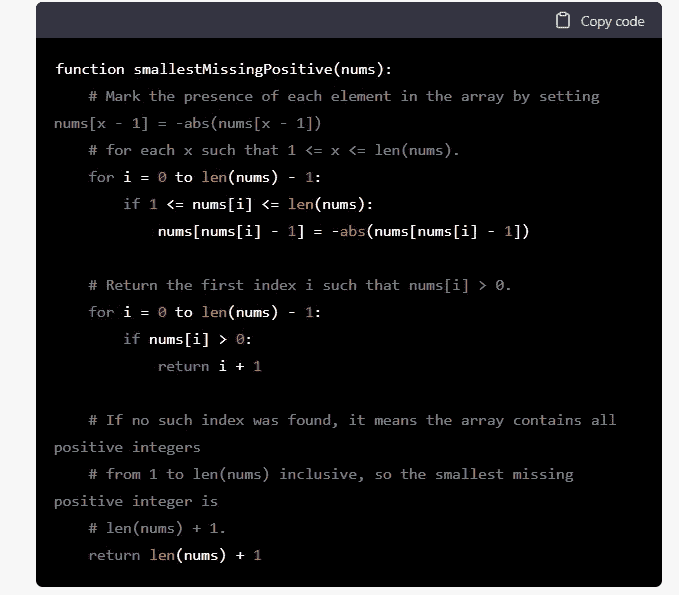 Copy code
function smallestMissingPositive(nums):
# Mark the presence of each element in the array by setting
nums[x - 1] = -abs(nums[x - 1])
# for each x such that 1 <= x <= len(nums).
for i = 0 to len(nums) - 1:
if 1 <= nums[i] <= len(nums):
nums[nums[i] - 1] = -abs(nums[nums[i] - 1])
# Return the first index i such that nums[i] > 0.
for i = 0 to len(nums) - 1:
if nums[i] > 0:
return i + 1
# If no such index was found, it means the array contains all
positive integers
# from 1 to len(nums) inclusive, so the smallest missing
positive integer is
# len(nums) + 1.
return len(nums) + 1